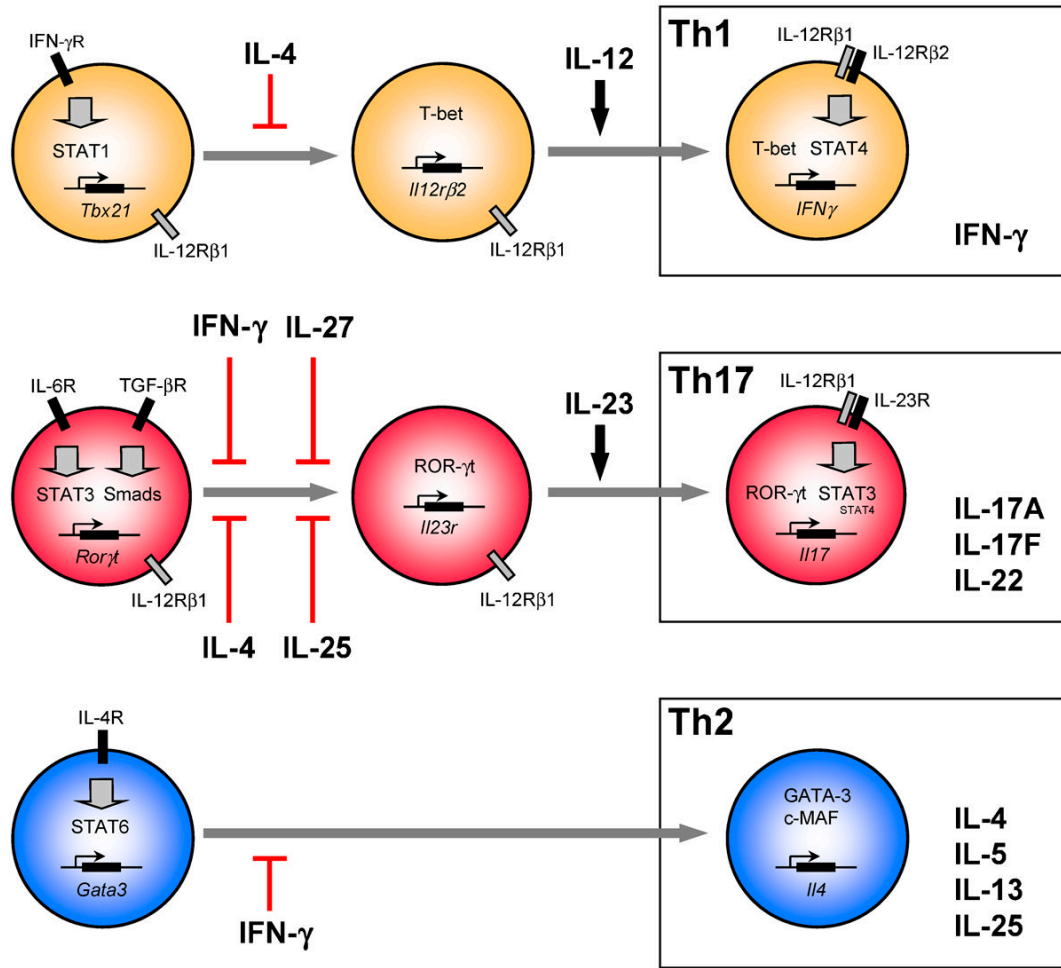 IFN-γR
IL-4
IL-12
Th1
IL-12Rβ1
IL-12Rβ2
STAT1
Tbx21
IL-12Rβ1
T-bet
Il12rβ2
IL-12Rβ1
T-bet STAT4
IFNγ
IFN-γ
IFN-γ IL-27
IL-6R TGF-βR
IL-23
Th17
IL-12Rβ1
IL-23R
STAT3 Smads
Rorγt
IL-12Rβ1
ROR-γt
Il23r
IL-12Rβ1
ROR-γt STAT3
STAT4
Il17
IL-17A
IL-17F
IL-22
IL-4 IL-25
IL-4R
Th2
STAT6
Gata3
IFN-γ
GATA-3
c-MAF
Il4
IL-4
IL-5
IL-13
IL-25